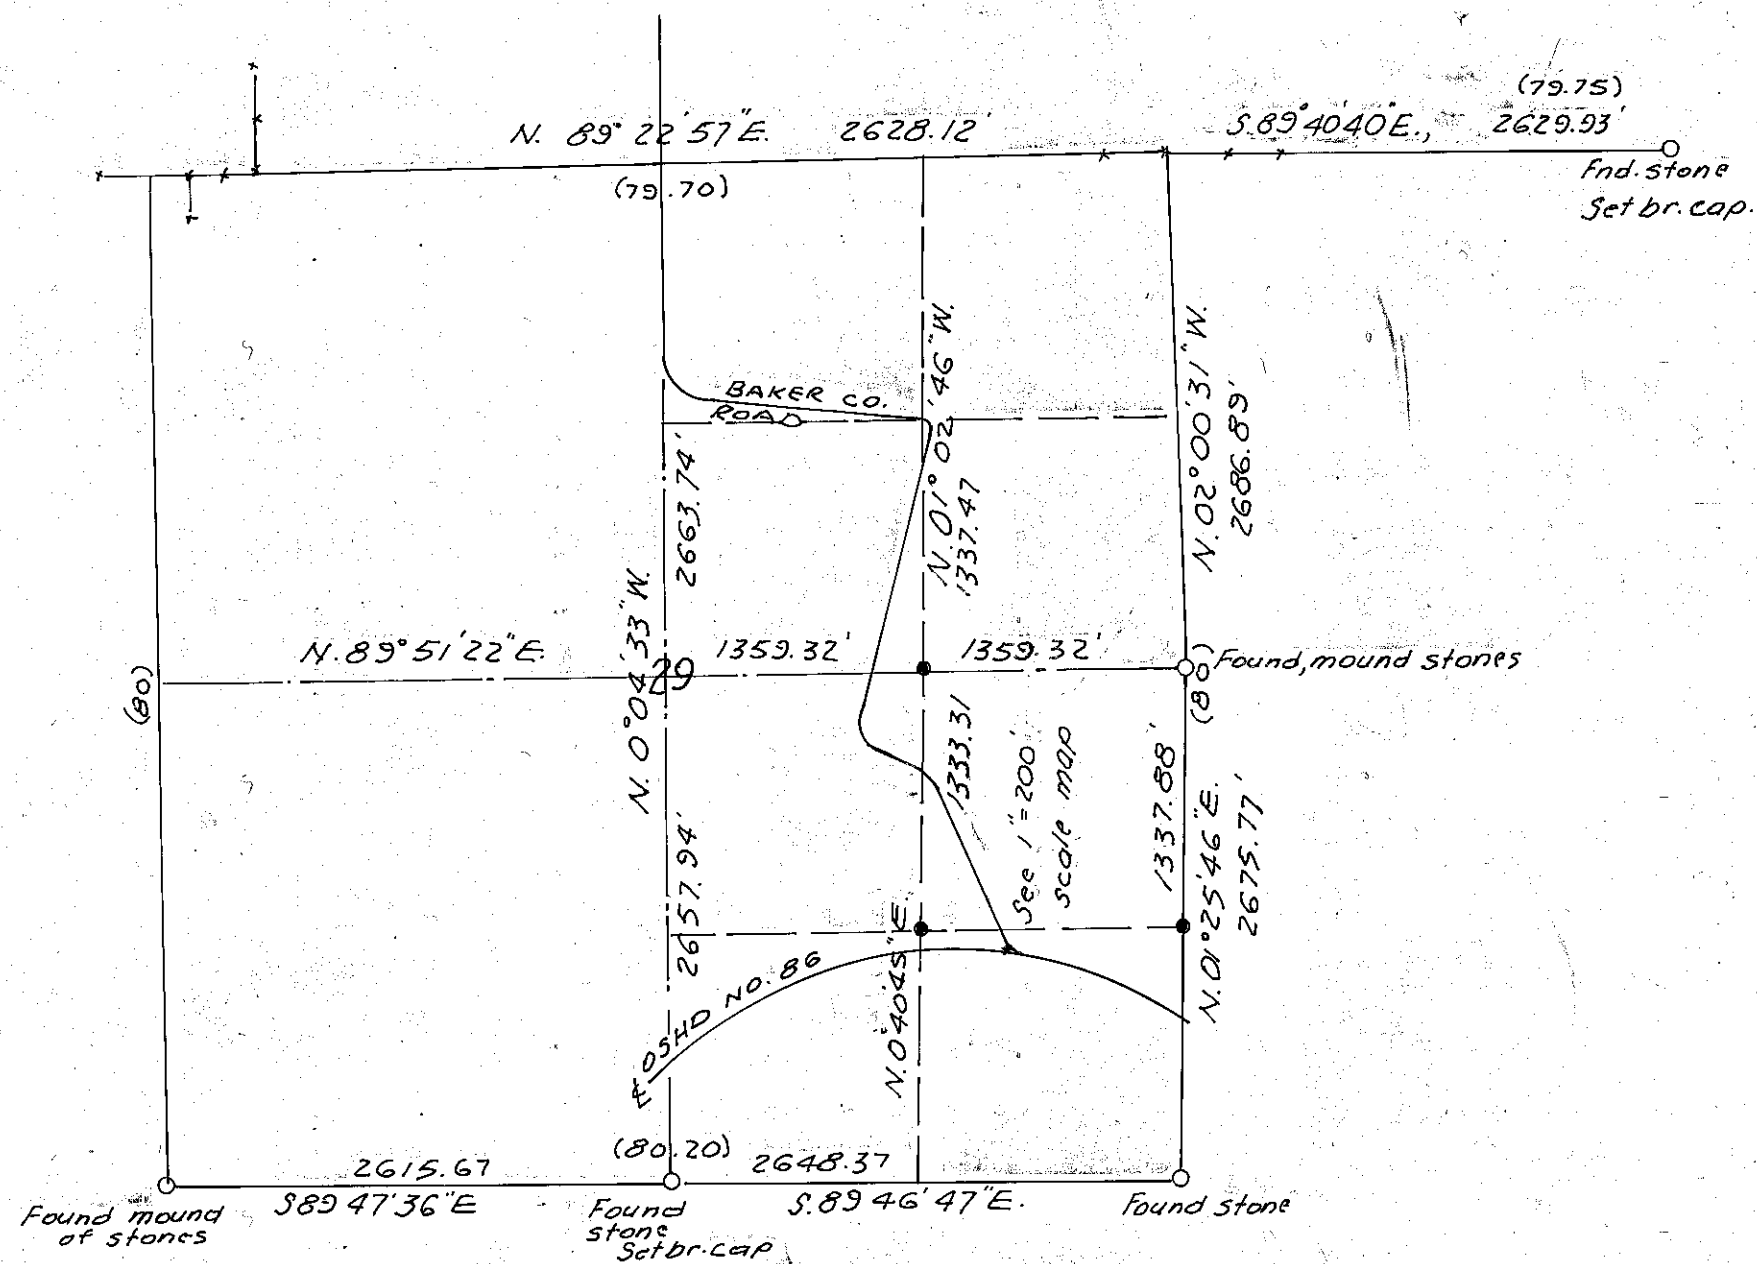 (79.75)
N. 89° 22' 57" E. 2628.12'
S.89°40'40"E., 2629.93'
(79.70)
Fnd. stone
Set br. cap.
BAKER CO.
ROAD
N. 01° 02' 46" W.
1337.47
N. 02° 00' 31" W.
2686.89'
2663.74'
N. 0° 04' 33" W.
N. 89° 51' 22" E.
29
1359.32'
1359.32'
Found, mound stones
(80)
(80)
1333.31
See 1"=200'
scale map
1337.88'
N. 01° 25' 46" E.
2675.77'
2657.94'
N. 0°40'45" E.
℄ OSHD NO. 86
(80.20)
2615.67
2648.37
S89 47'36"E
S.89 46' 47"E.
Found mound
of stones
Found
stone
Set br. cap
Found stone